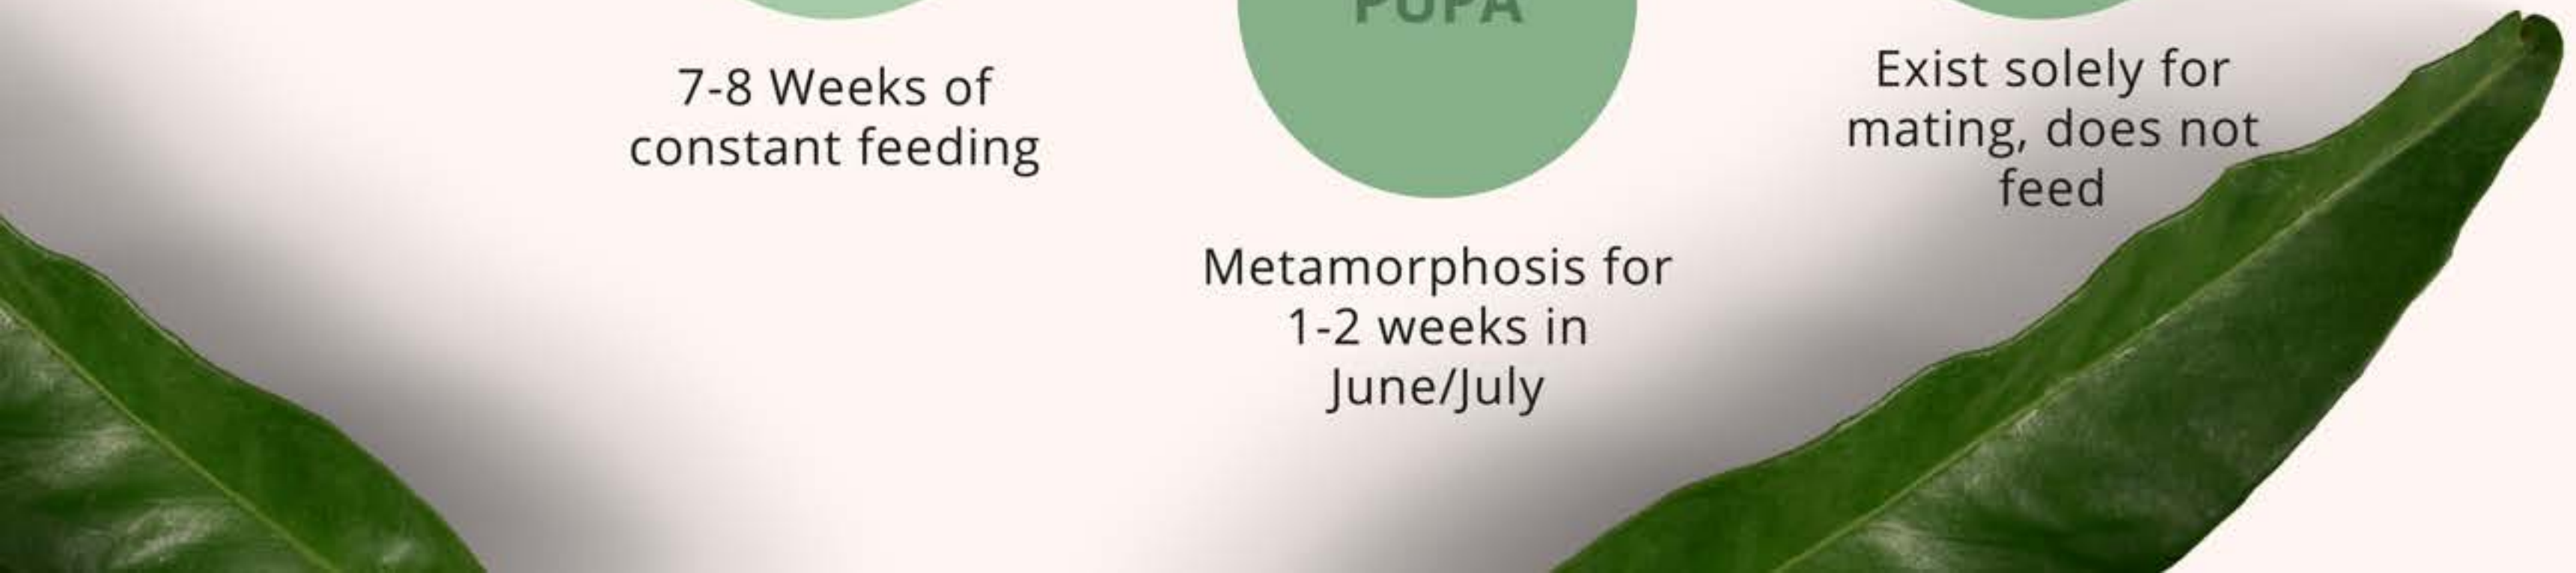 PUPA
7-8 Weeks of
constant feeding
Exist solely for
mating, does not
feed
Metamorphosis for
1-2 weeks in
June/July